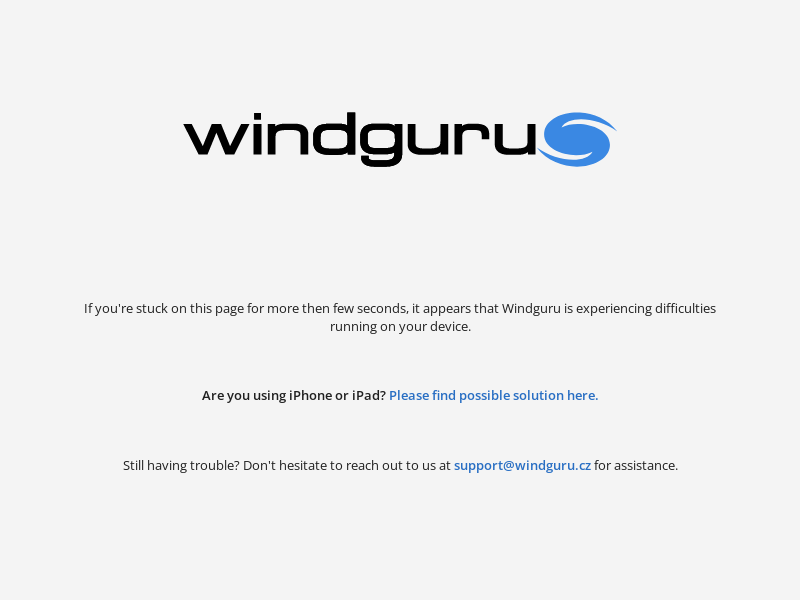 windguru
If you're stuck on this page for more then few seconds, it appears that Windguru is experiencing difficulties
running on your device.
Are you using iPhone or iPad? Please find possible solution here.
Still having trouble? Don't hesitate to reach out to us at support@windguru.cz for assistance.